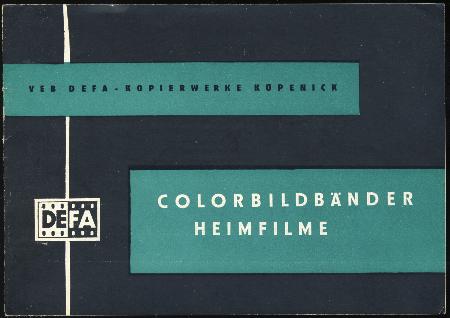 VEB DEFA-KOPIERWERKE KÖPENICK
DEFA
COLORBILDBÄNDER
HEIMFILME